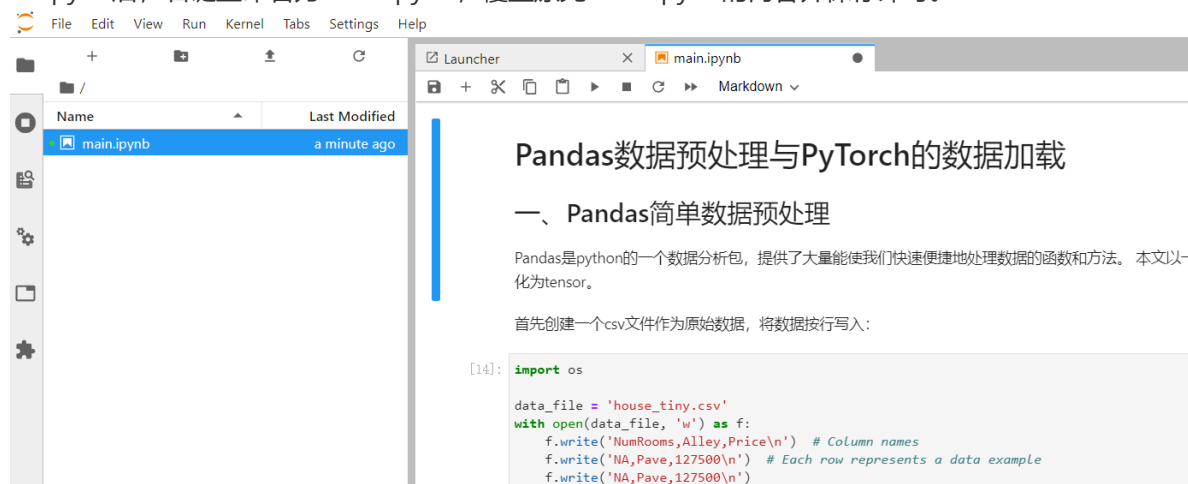 File Edit View Run Kernel Tabs Settings Help
Launcher
main.ipynb
/
Markdown
Name
Last Modified
main.ipynb
a minute ago
Pandas数据预处理与PyTorch的数据加载
一、Pandas简单数据预处理
Pandas是python的一个数据分析包，提供了大量能使我们快速便捷地处理数据的函数和方法。 本文以一
化为tensor。
首先创建一个csv文件作为原始数据，将数据按行写入：
[14]: import os
data_file = 'house_tiny.csv'
with open(data_file, 'w') as f:
f.write('NumRooms,Alley,Price\n') # Column names
f.write('NA,Pave,127500\n') # Each row represents a data example
f.write('NA,Pave,127500\n')